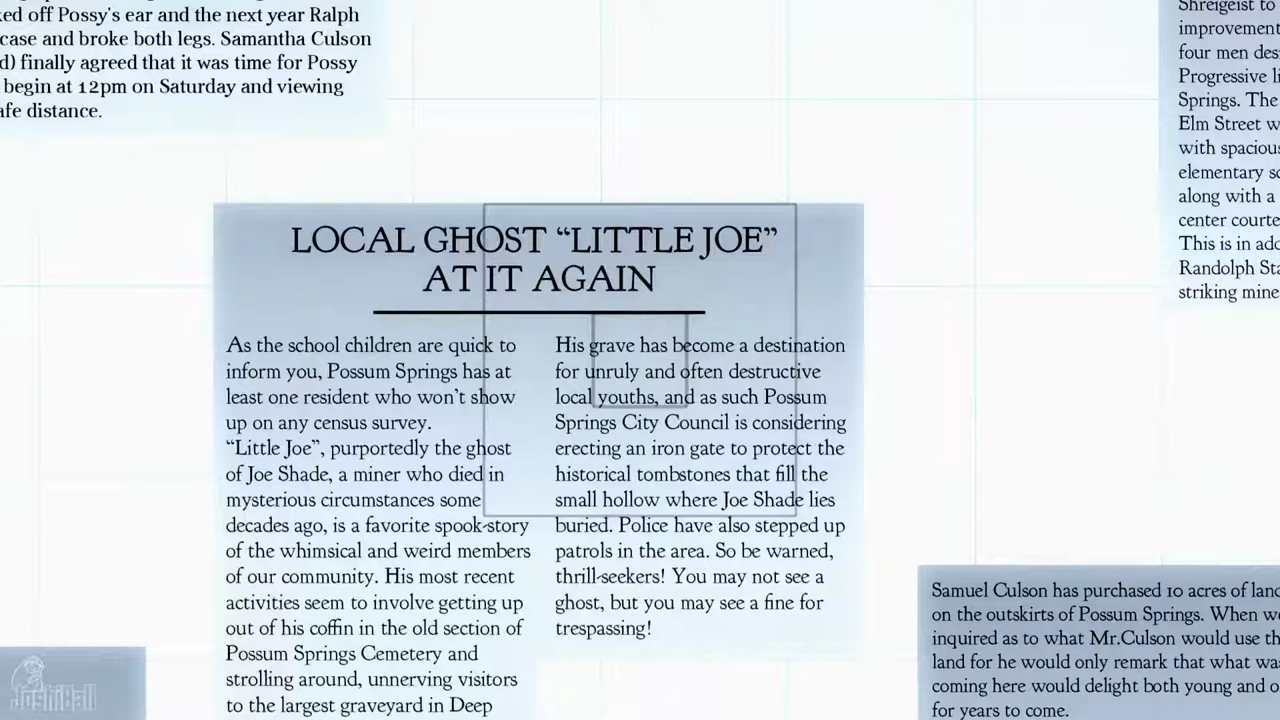 ked off Possy's ear and the next year Ralph
case and broke both legs. Samantha Culson
d) finally agreed that it was time for Possy
begin at 12pm on Saturday and viewing
afe distance.
Shreigeist to
improvement
four men des
Progressive li
Springs. The
Elm Street w
with spacious
elementary sc
along with a
center courte
This is in add
Randolph Sta
striking mine
LOCAL GHOST “LITTLE JOE”
AT IT AGAIN
As the school children are quick to
inform you, Possum Springs has at
least one resident who won't show
up on any census survey.
“Little Joe”, purportedly the ghost
of Joe Shade, a miner who died in
mysterious circumstances some
decades ago, is a favorite spook-story
of the whimsical and weird members
of our community. His most recent
activities seem to involve getting up
out of his coffin in the old section of
Possum Springs Cemetery and
strolling around, unnerving visitors
to the largest graveyard in Deep
His grave has become a destination
for unruly and often destructive
local youths, and as such Possum
Springs City Council is considering
erecting an iron gate to protect the
historical tombstones that fill the
small hollow where Joe Shade lies
buried. Police have also stepped up
patrols in the area. So be warned,
thrill-seekers! You may not see a
ghost, but you may see a fine for
trespassing!
Samuel Culson has purchased 10 acres of land
on the outskirts of Possum Springs. When we
inquired as to what Mr.Culson would use th
land for he would only remark that what was
coming here would delight both young and o
for years to come.
JoshiBall